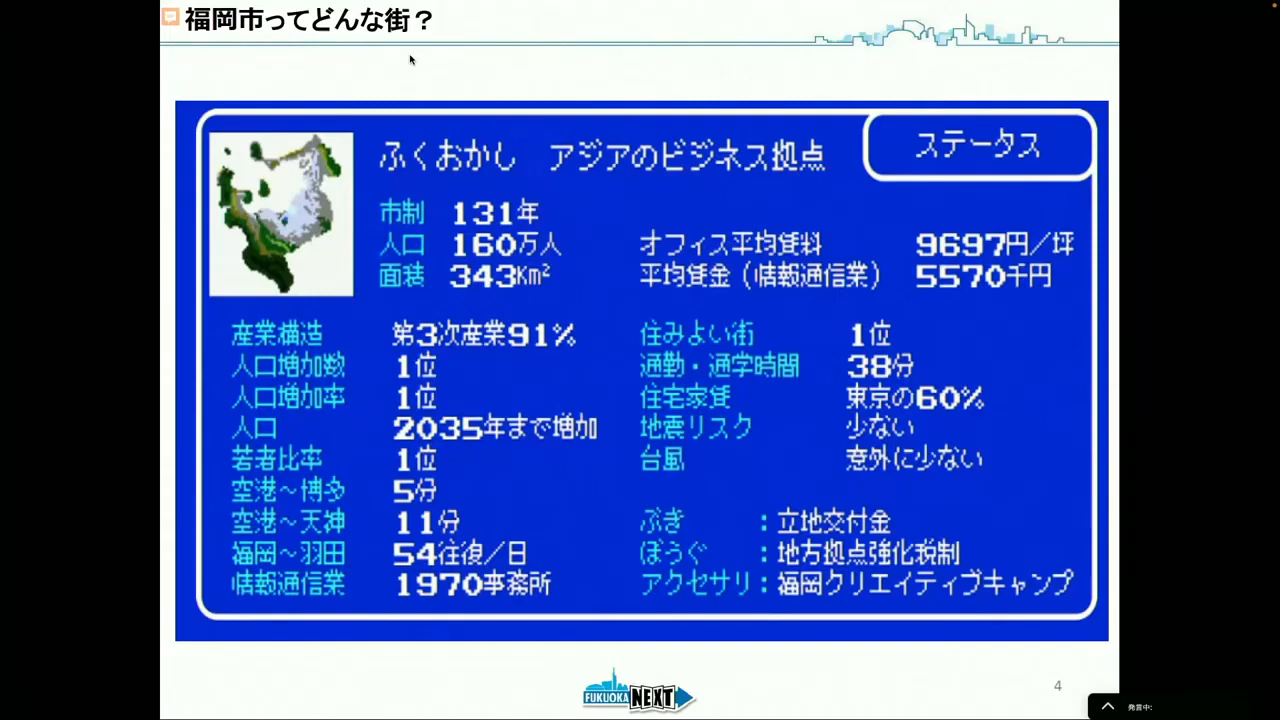 福岡市ってどんな街？
ステータス
ふくおかし アジアのビジネス拠点
市制 131年
人口 160万人
面装 343Km²
オフィス平均賃料 9697円／坪
平均賃金（情報通信業） 5570千円
産業構造 第3次産業91%
人口増加数 1位
人口増加率 1位
人口 2035年まで増加
若者比率 1位
空港～博多 5分
空港～天神 11分
福岡～羽田 54往復／日
情報通信業 1970事務所
住みよい街 1位
通勤・通学時間 38分
住宅家賃 東京の60%
地震リスク 少ない
台風 意外に少ない
ぶき ：立地交付金
ぼうぐ ：地方拠点強化税制
アクセサリ：福岡クリエイティブキャンプ
FUKUOKA NEXT
4
発言中: